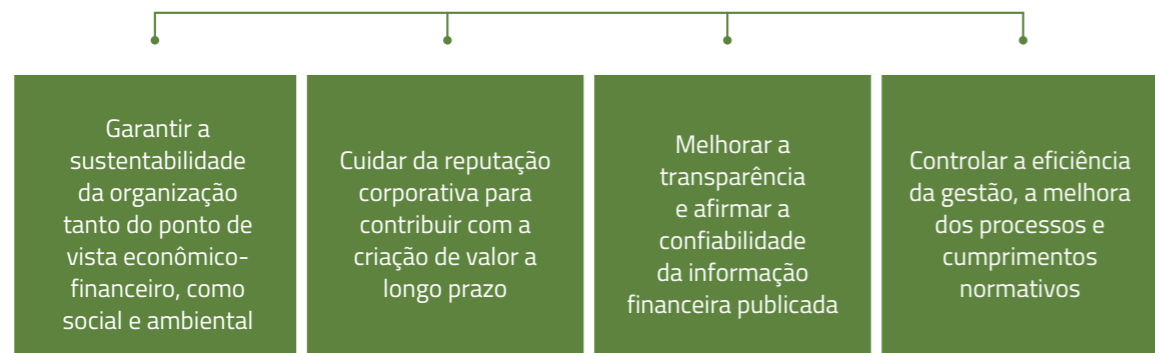 Garantir a
sustentabilidade
da organização
tanto do ponto de
vista econômico-
financeiro, como
social e ambiental
Cuidar da reputação
corporativa para
contribuir com a
criação de valor a
longo prazo
Melhorar a
transparência
e afirmar a
confiabilidade
da informação
financeira publicada
Controlar a eficiência
da gestão, a melhora
dos processos e
cumprimentos
normativos